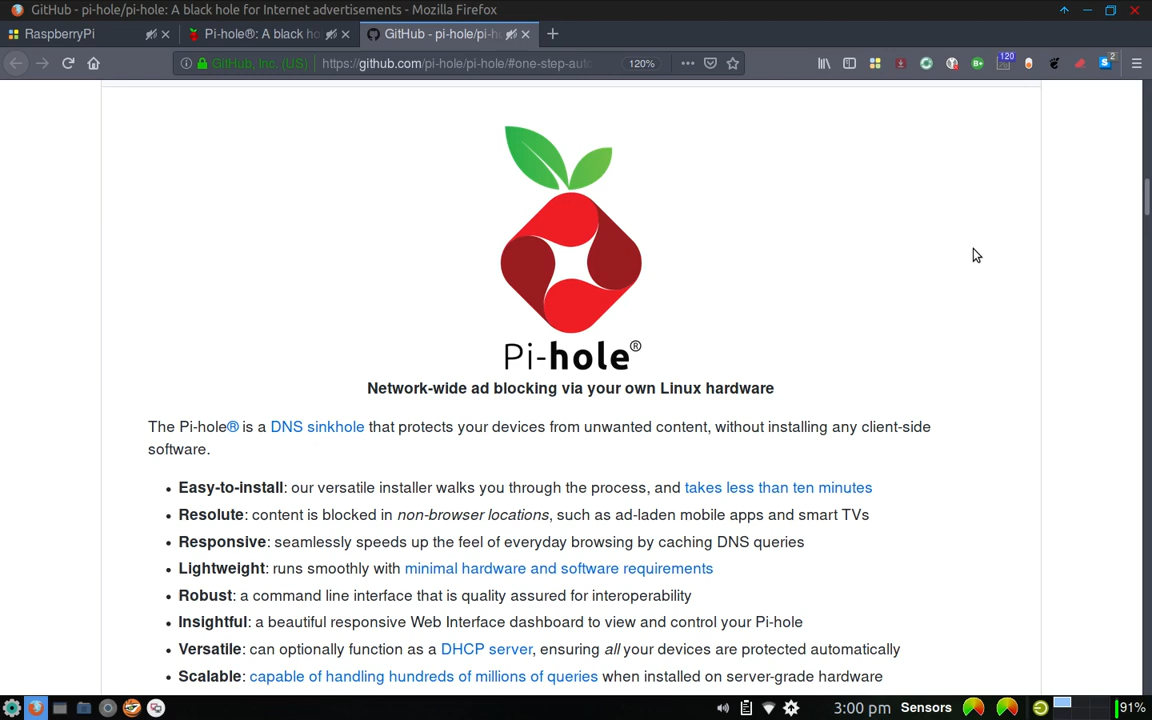 GitHub - pi-hole/pi-hole: A black hole for Internet advertisements - Mozilla Firefox
RaspberryPi
Pi-hole®: A black ho
GitHub - pi-hole/pi-h
GitHub, Inc. (US)
https://github.com/pi-hole/pi-hole/#one-step-aut
120%
120
2
Pi-hole®
Network-wide ad blocking via your own Linux hardware
The Pi-hole® is a DNS sinkhole that protects your devices from unwanted content, without installing any client-side
software.
• Easy-to-install: our versatile installer walks you through the process, and takes less than ten minutes
• Resolute: content is blocked in non-browser locations, such as ad-laden mobile apps and smart TVs
• Responsive: seamlessly speeds up the feel of everyday browsing by caching DNS queries
• Lightweight: runs smoothly with minimal hardware and software requirements
• Robust: a command line interface that is quality assured for interoperability
• Insightful: a beautiful responsive Web Interface dashboard to view and control your Pi-hole
• Versatile: can optionally function as a DHCP server, ensuring all your devices are protected automatically
• Scalable: capable of handling hundreds of millions of queries when installed on server-grade hardware
3:00 pm
Sensors
91%